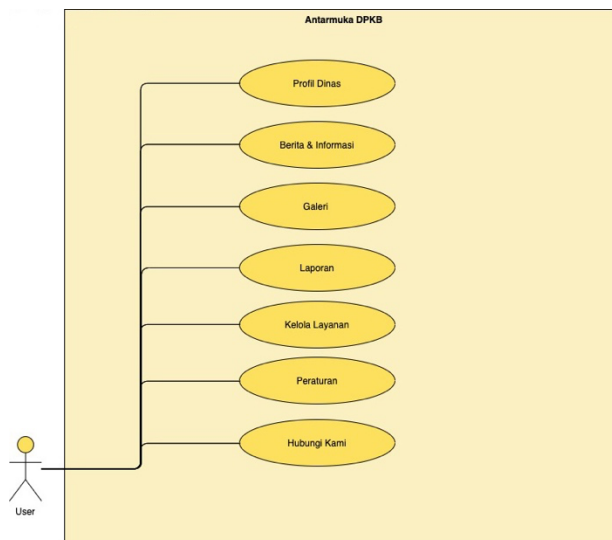 Antarmuka DPKB
Profil Dinas
Berita & Informasi
Galeri
Laporan
Kelola Layanan
Peraturan
Hubungi Kami
User